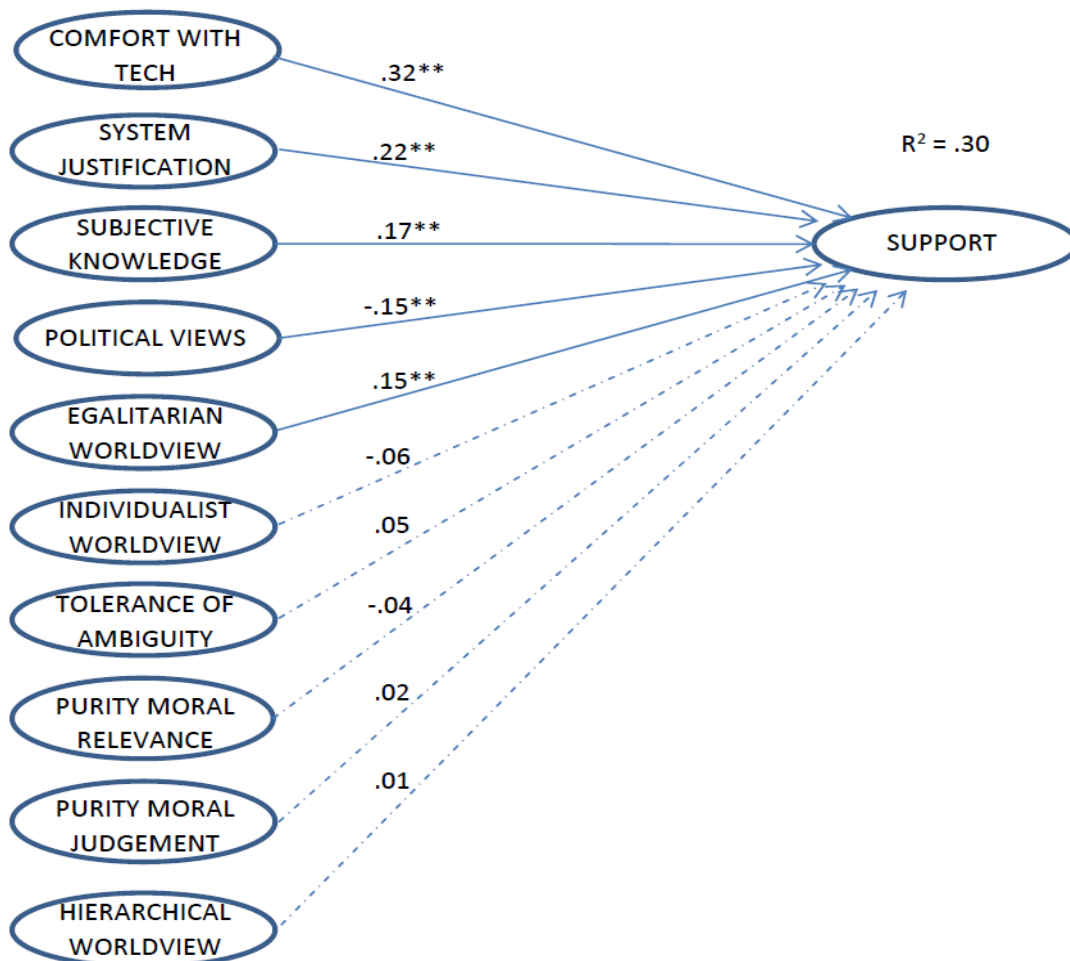 COMFORT WITH
TECH
.32**
SYSTEM
JUSTIFICATION
.22**
R² = .30
SUBJECTIVE
KNOWLEDGE
.17**
SUPPORT
POLITICAL VIEWS
-.15**
EGALITARIAN
WORLDVIEW
.15**
INDIVIDUALIST
WORLDVIEW
-.06
TOLERANCE OF
AMBIGUITY
.05
PURITY MORAL
RELEVANCE
-.04
PURITY MORAL
JUDGEMENT
.02
HIERARCHICAL
WORLDVIEW
.01